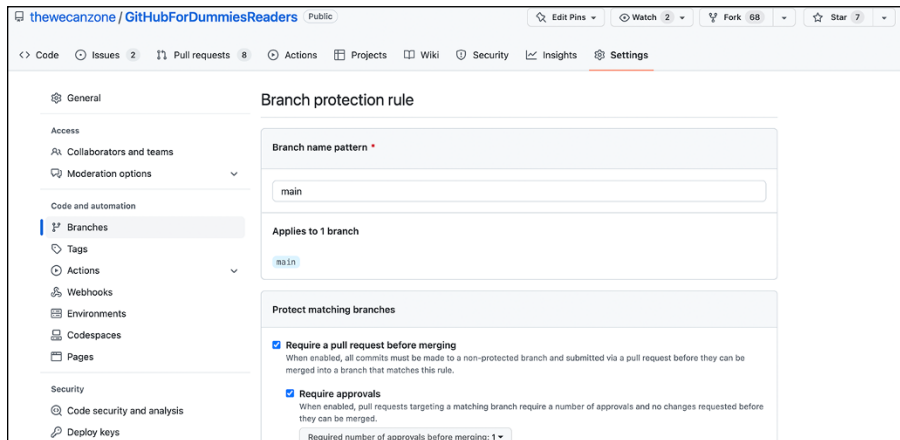 thewecanzone / GitHubForDummiesReaders Public Edit Pins Watch 2 Fork 68 Star 7
Code Issues 2 Pull requests 8 Actions Projects Wiki Security Insights Settings
General
Access
Collaborators and teams
Moderation options
Code and automation
Branches
Tags
Actions
Webhooks
Environments
Codespaces
Pages
Security
Code security and analysis
Deploy keys
Branch protection rule
Branch name pattern *
main
Applies to 1 branch
main
Protect matching branches
Require a pull request before merging
When enabled, all commits must be made to a non-protected branch and submitted via a pull request before they can be
merged into a branch that matches this rule.
Require approvals
When enabled, pull requests targeting a matching branch require a number of approvals and no changes requested before
they can be merged.
Required number of approvals before merging: 1